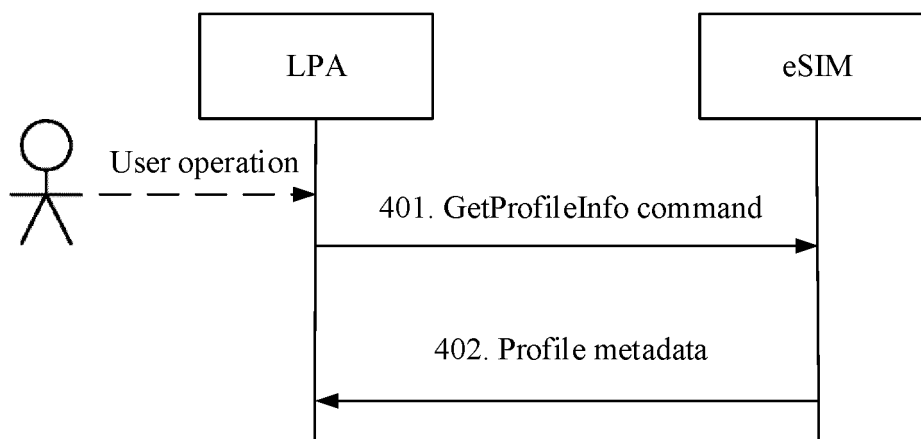 LPA
eSIM
User operation
401. GetProfileInfo command
402. Profile metadata